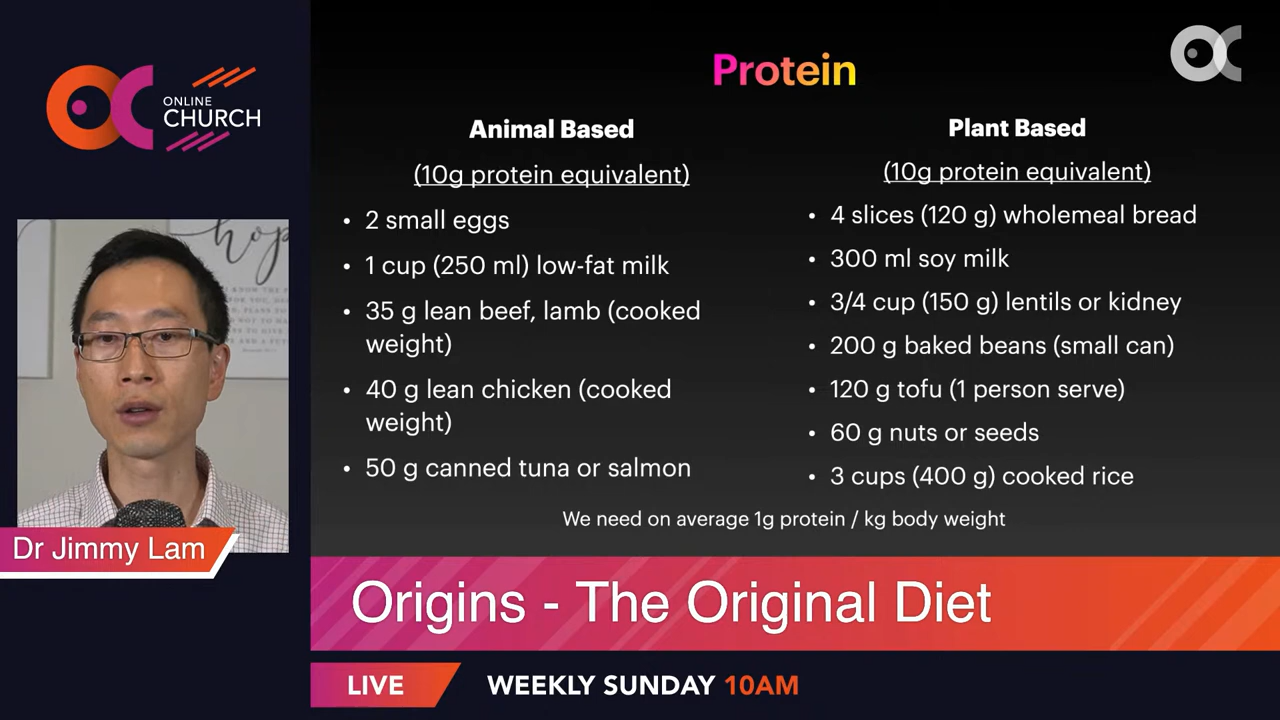 ONLINE
CHURCH
hope
Dr Jimmy Lam
Protein
Animal Based
(10g protein equivalent)
• 2 small eggs
• 1 cup (250 ml) low-fat milk
• 35 g lean beef, lamb (cooked
weight)
• 40 g lean chicken (cooked
weight)
• 50 g canned tuna or salmon
Plant Based
(10g protein equivalent)
• 4 slices (120 g) wholemeal bread
• 300 ml soy milk
• 3/4 cup (150 g) lentils or kidney
• 200 g baked beans (small can)
• 120 g tofu (1 person serve)
• 60 g nuts or seeds
• 3 cups (400 g) cooked rice
We need on average 1g protein / kg body weight
Origins - The Original Diet
LIVE
WEEKLY SUNDAY 10AM